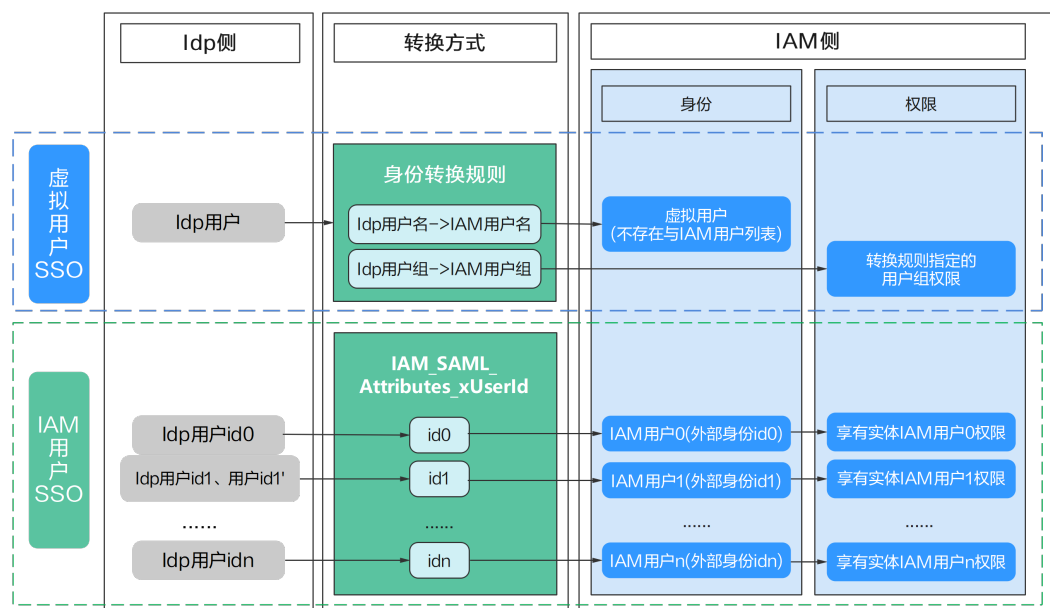 Idp侧
转换方式
IAM侧
身份
权限
虚
拟
用
户
SSO
Idp用户
身份转换规则
Idp用户名->IAM用户名
Idp用户组->IAM用户组
虚拟用户
(不存在与IAM用户列表)
转换规则指定的
用户组权限
IAM
用
户
SSO
IAM_SAML_
Attributes_xUserId
Idp用户id0
id0
IAM用户0(外部身份id0)
享有实体IAM用户0权限
Idp用户id1、用户id1'
id1
IAM用户1(外部身份id1)
享有实体IAM用户1权限
......
......
......
......
Idp用户idn
idn
IAM用户n(外部身份idn)
享有实体IAM用户n权限